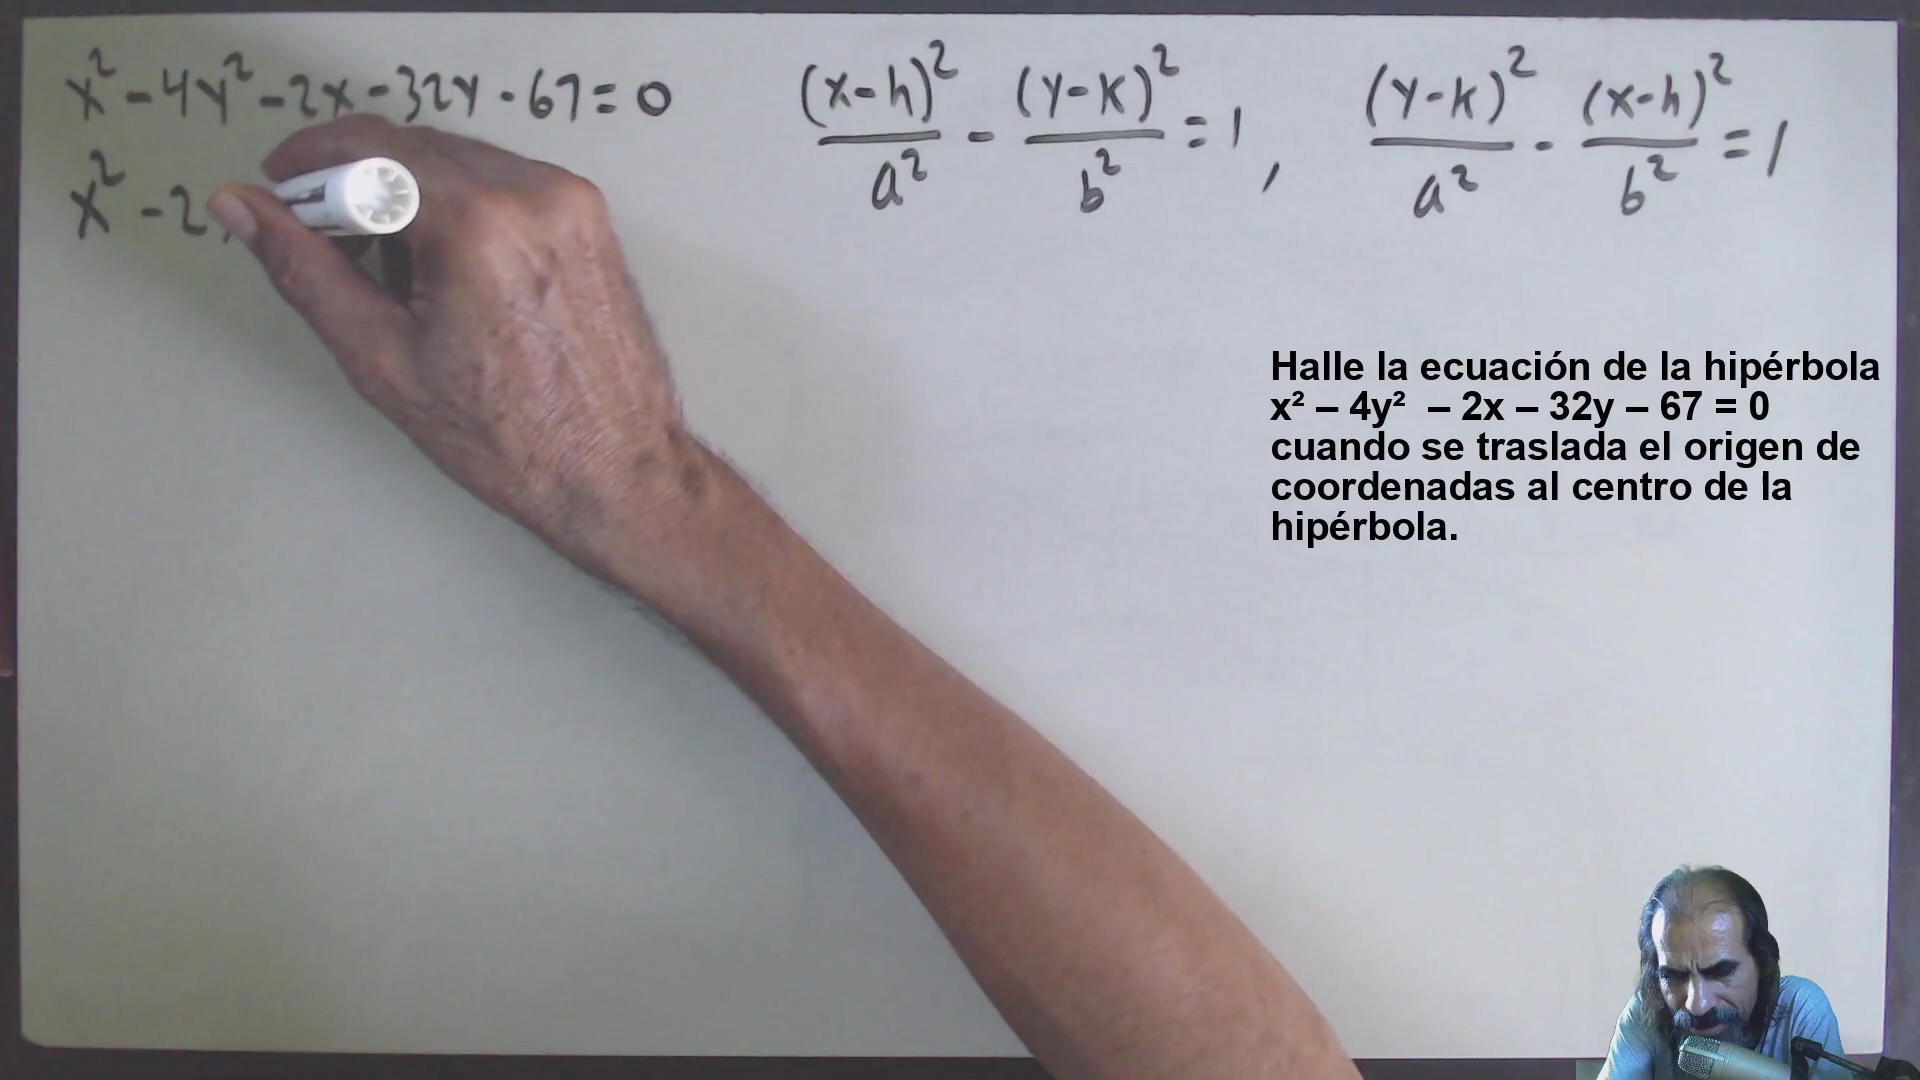 x² - 4y² - 2x - 32y - 67 = 0
x² - 2x
(x-h)²/a² - (y-k)²/b² = 1 , (y-k)²/a² - (x-h)²/b² = 1
Halle la ecuación de la hipérbola
x² – 4y² – 2x – 32y – 67 = 0
cuando se traslada el origen de
coordenadas al centro de la
hipérbola.